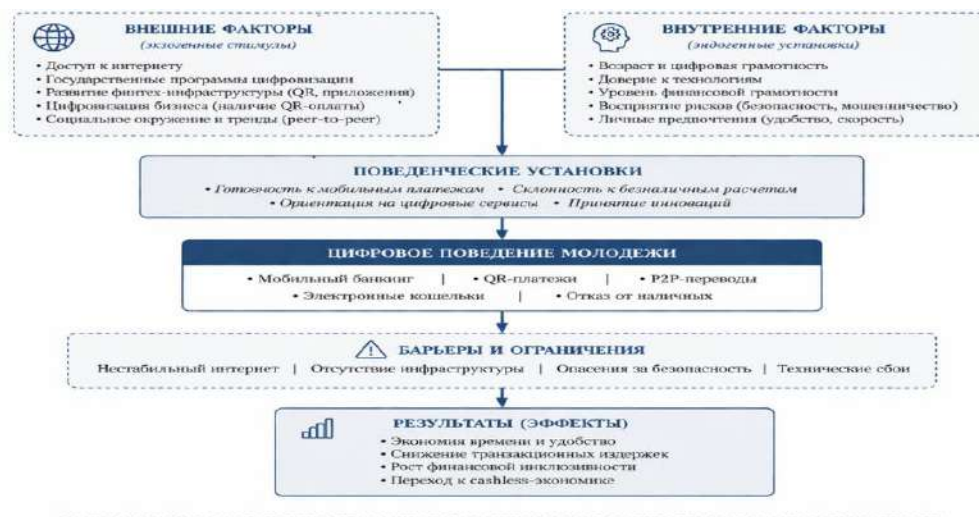 ВНЕШНИЕ ФАКТОРЫ
(экзогенные стимулы)
• Доступ к интернету
• Государственные программы цифровизации
• Развитие финтех-инфраструктуры (QR, приложения)
• Цифровизация бизнеса (наличие QR-оплаты)
• Социальное окружение и тренды (peer-to-peer)
ВНУТРЕННИЕ ФАКТОРЫ
(эндогенные установки)
• Возраст и цифровая грамотность
• Доверие к технологиям
• Уровень финансовой грамотности
• Восприятие рисков (безопасность, мошенничество)
• Личные предпочтения (удобство, скорость)
ПОВЕДЕНЧЕСКИЕ УСТАНОВКИ
• Готовность к мобильным платежам • Склонность к безналичным расчетам
• Ориентация на цифровые сервисы • Принятие инноваций
ЦИФРОВОЕ ПОВЕДЕНИЕ МОЛОДЕЖИ
• Мобильный банкинг | • QR-платежи | • P2P-переводы
• Электронные кошельки | • Отказ от наличных
БАРЬЕРЫ И ОГРАНИЧЕНИЯ
Нестабильный интернет | Отсутствие инфраструктуры | Опасения за безопасность | Технические сбои
РЕЗУЛЬТАТЫ (ЭФФЕКТЫ)
• Экономия времени и удобство
• Снижение транзакционных издержек
• Рост финансовой инклюзивности
• Переход к cashless-экономике